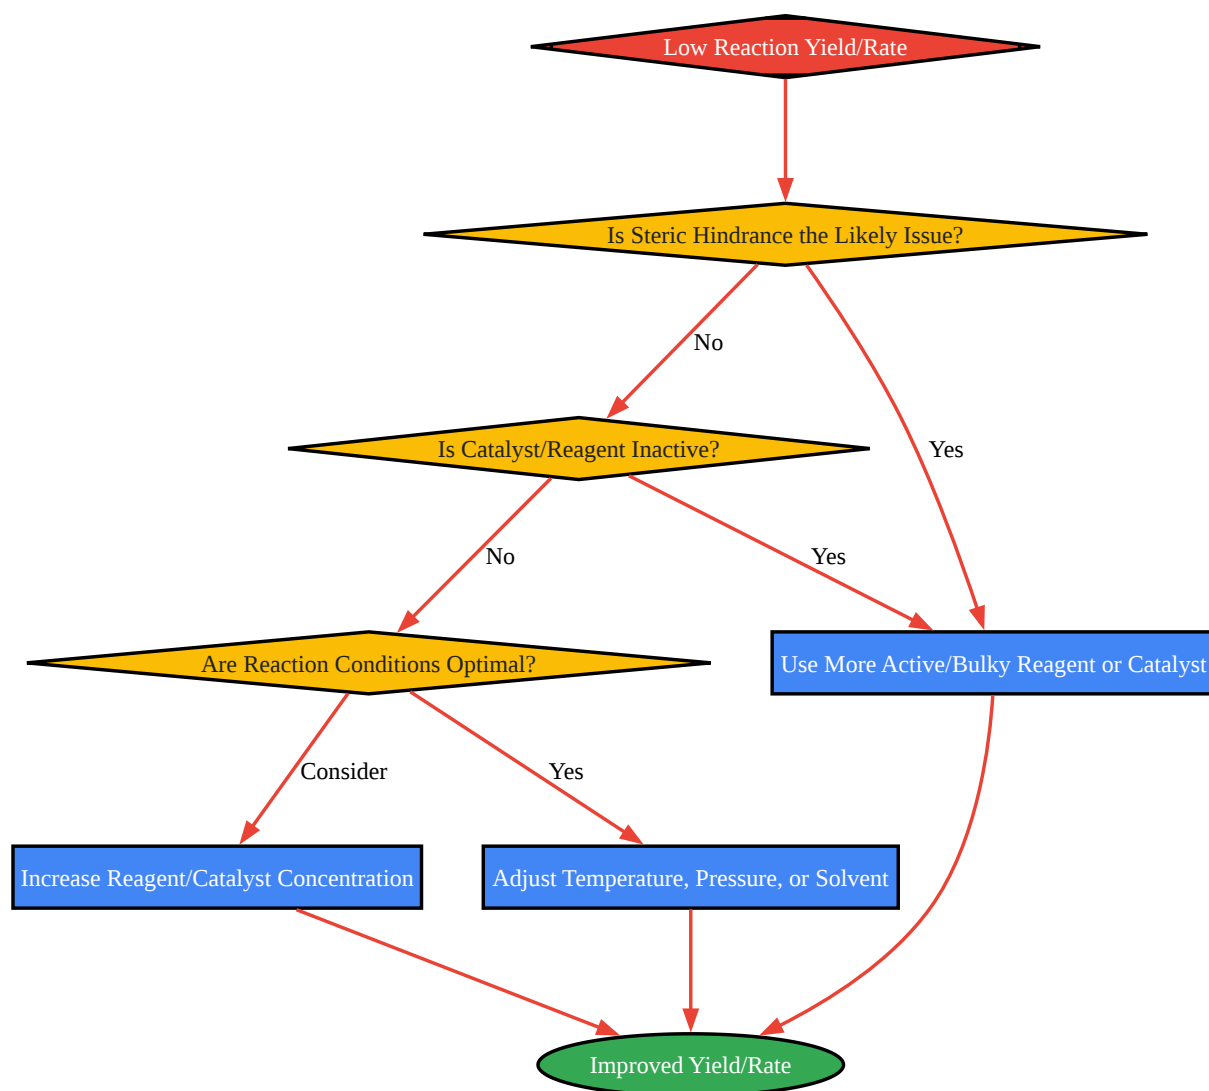 Low Reaction Yield/Rate
Is Steric Hindrance the Likely Issue?
No
Is Catalyst/Reagent Inactive?
Yes
No
Yes
Are Reaction Conditions Optimal?
Use More Active/Bulky Reagent or Catalyst
Consider
Yes
Increase Reagent/Catalyst Concentration
Adjust Temperature, Pressure, or Solvent
Improved Yield/Rate